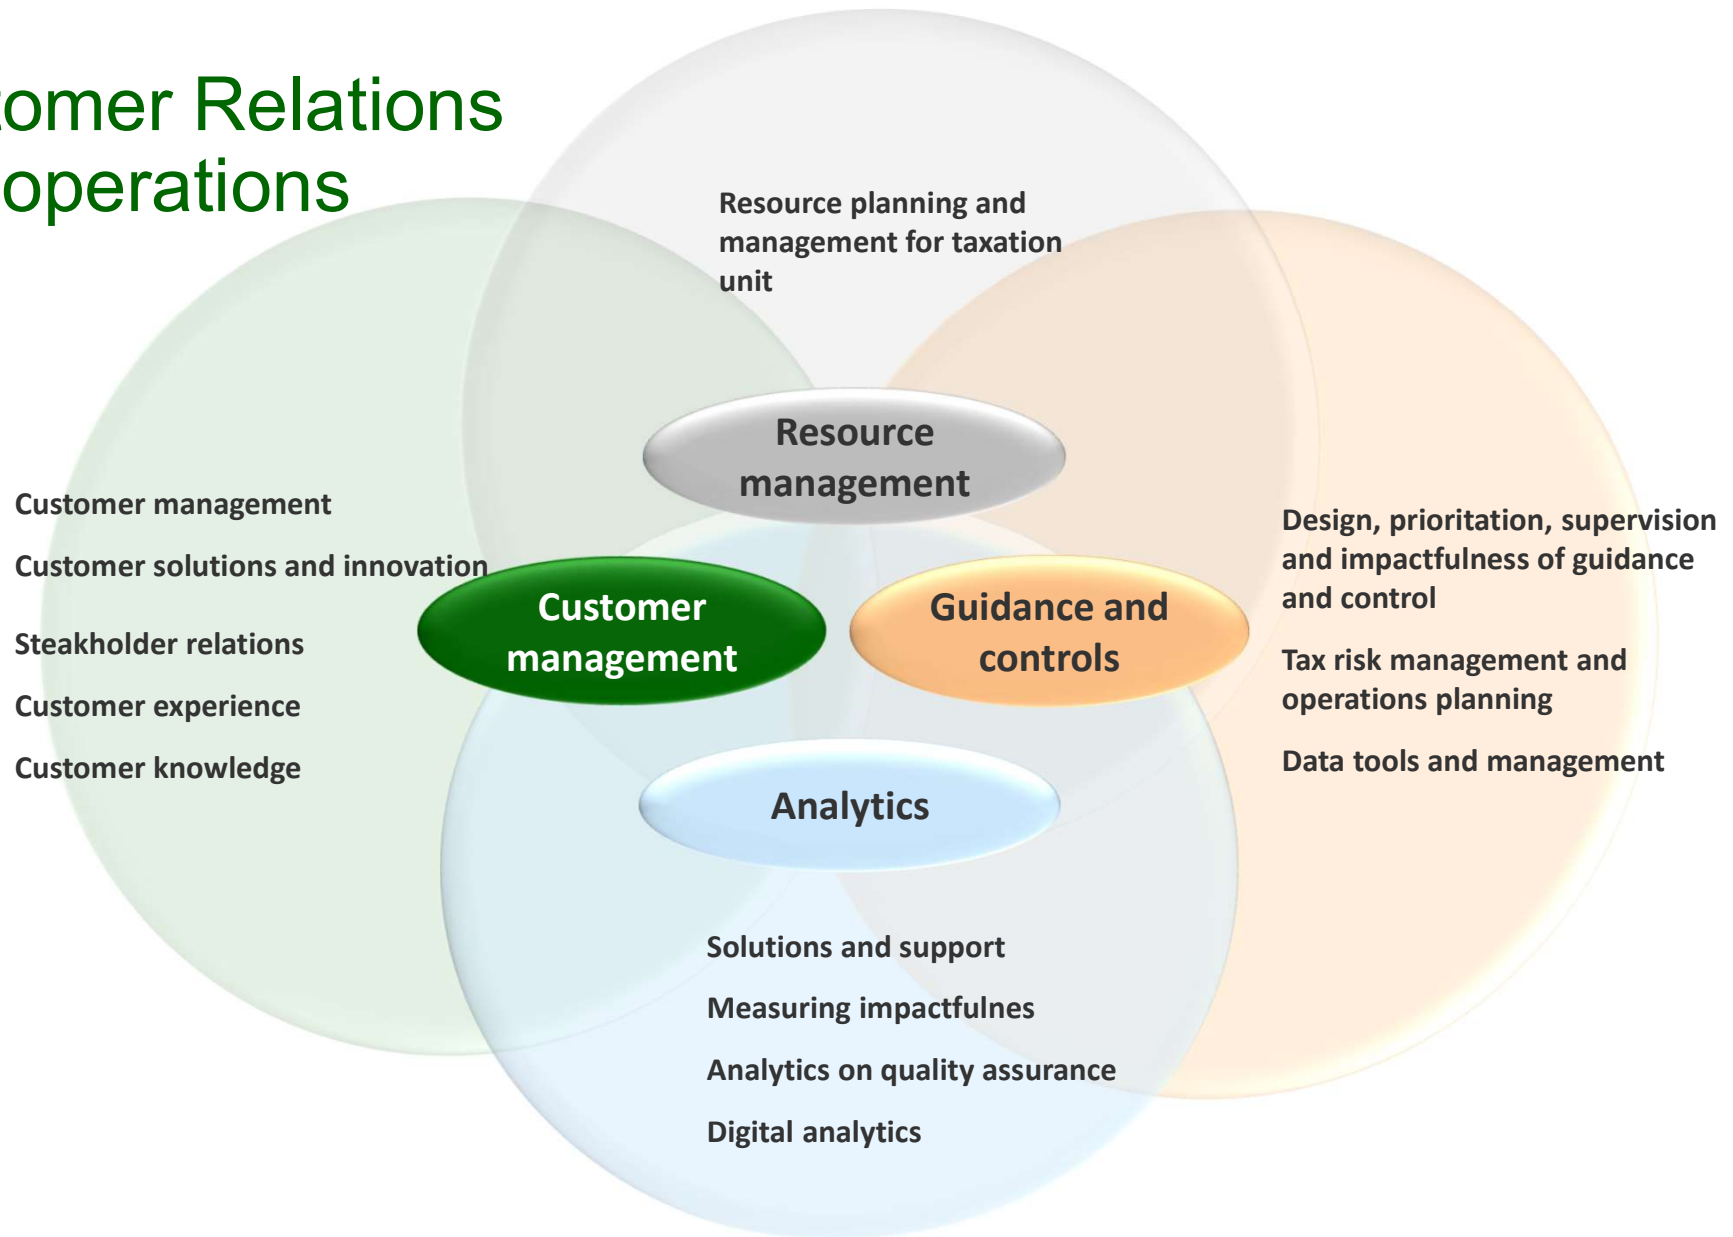 tomer Relations
operations
Resource planning and
management for taxation
unit
Resource
management
Customer management
Customer solutions and innovation
Steakholder relations
Customer experience
Customer knowledge
Customer
management
Guidance and
controls
Design, prioritation, supervision
and impactfulness of guidance
and control
Tax risk management and
operations planning
Data tools and management
Analytics
Solutions and support
Measuring impactfulnes
Analytics on quality assurance
Digital analytics